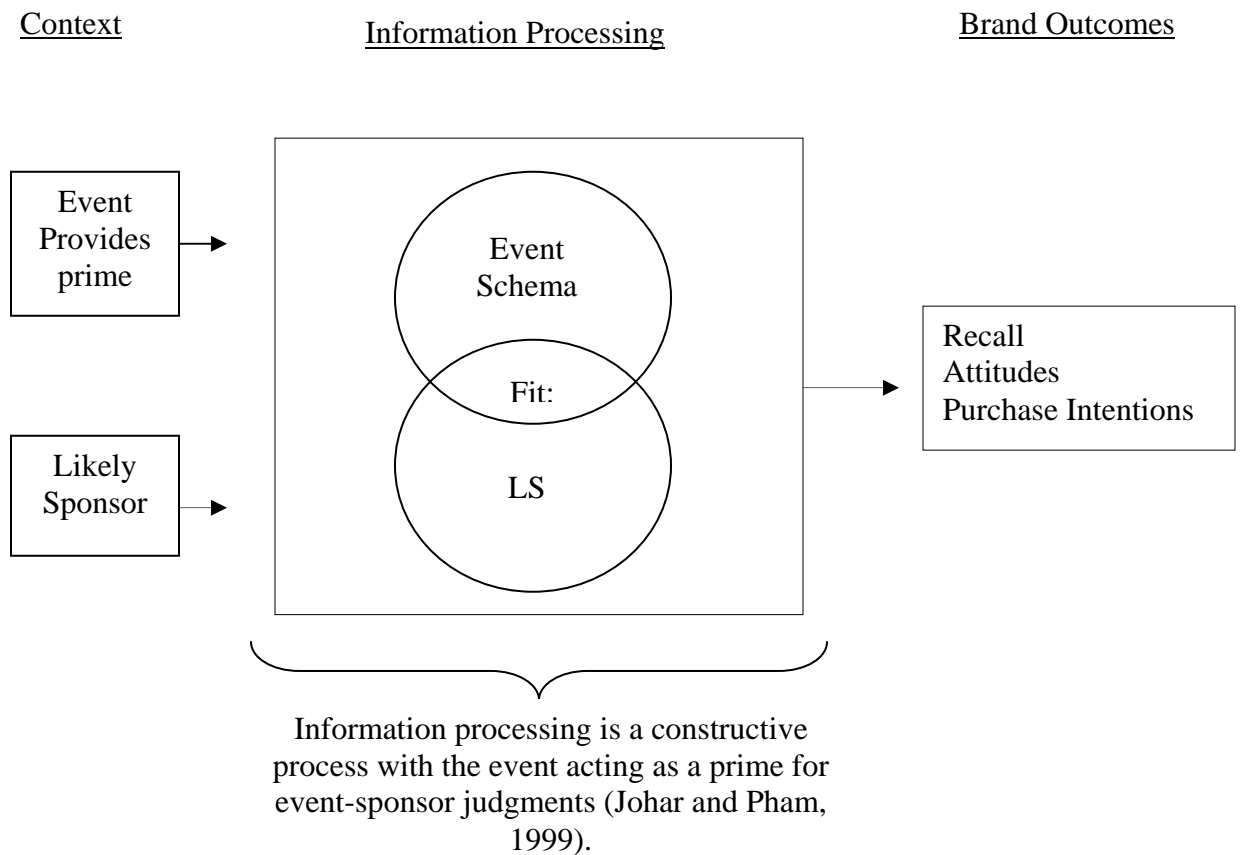 Context
Information Processing
Brand Outcomes
Event
Provides
prime
Likely
Sponsor
Event
Schema
Fit:
LS
Recall
Attitudes
Purchase Intentions
Information processing is a constructive
process with the event acting as a prime for
event-sponsor judgments (Johar and Pham,
1999).